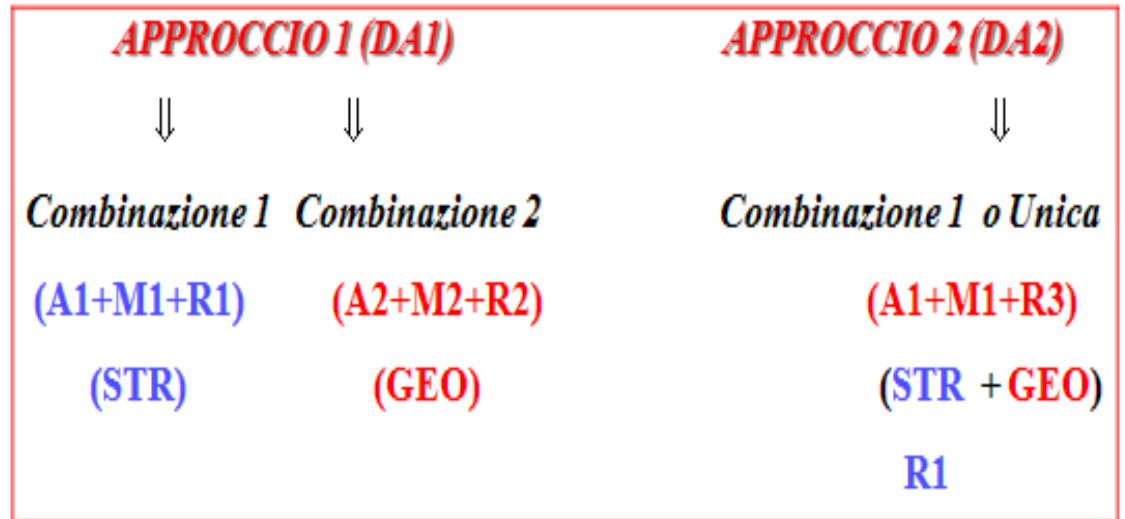 APPROCCIO 1 (DA1) APPROCCIO 2 (DA2)
⇓ ⇓ ⇓
Combinazione 1 Combinazione 2 Combinazione 1 o Unica
(A1+M1+R1) (A2+M2+R2) (A1+M1+R3)
(STR) (GEO) (STR + GEO)
R1